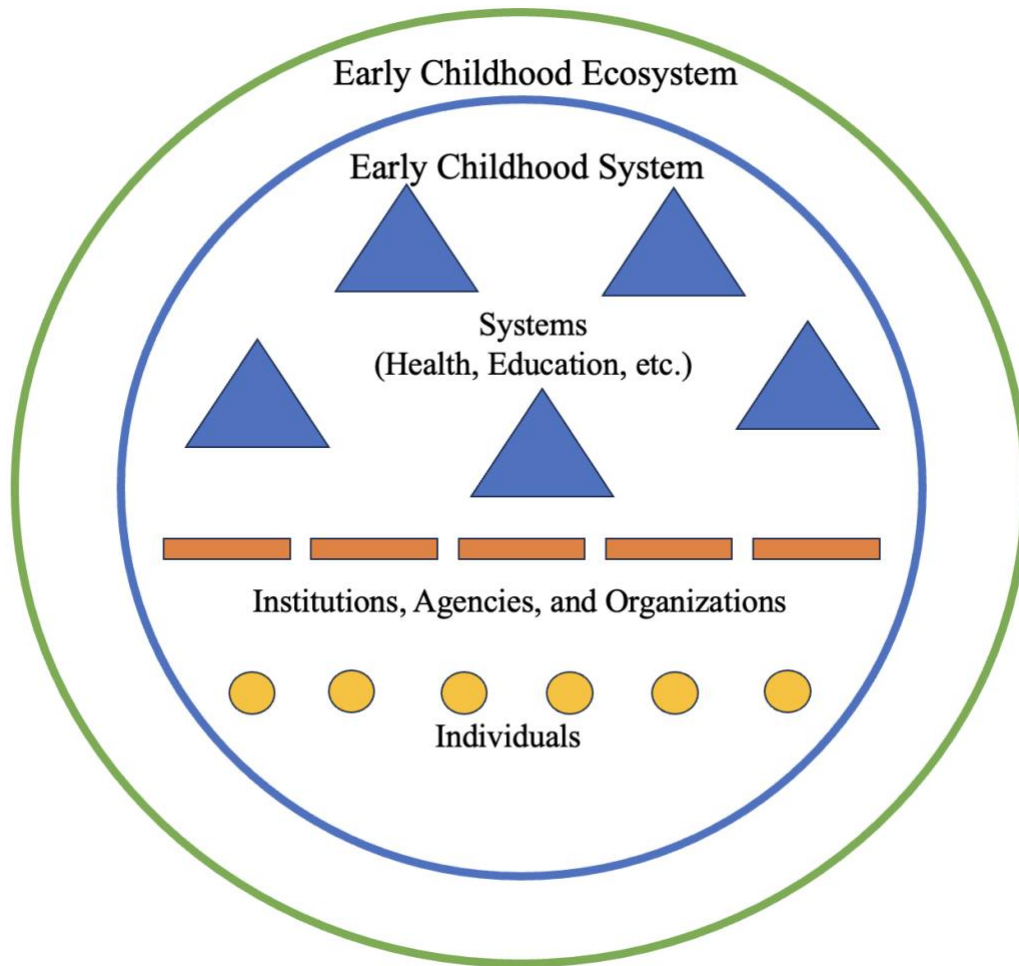 Early Childhood Ecosystem
Early Childhood System
Systems
(Health, Education, etc.)
Institutions, Agencies, and Organizations
Individuals